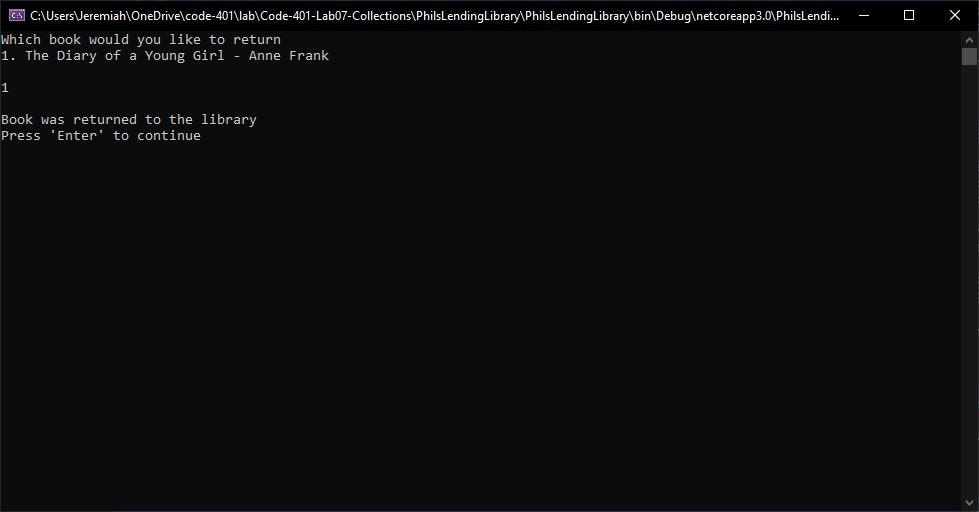 C:\Users\Jeremiah\OneDrive\code-401\lab\Code-401-Lab07-Collections\PhilsLendingLibrary\PhilsLendingLibrary\bin\Debug\netcoreapp3.0\PhilsLendi...
Which book would you like to return
1. The Diary of a Young Girl - Anne Frank
1
Book was returned to the library
Press 'Enter' to continue